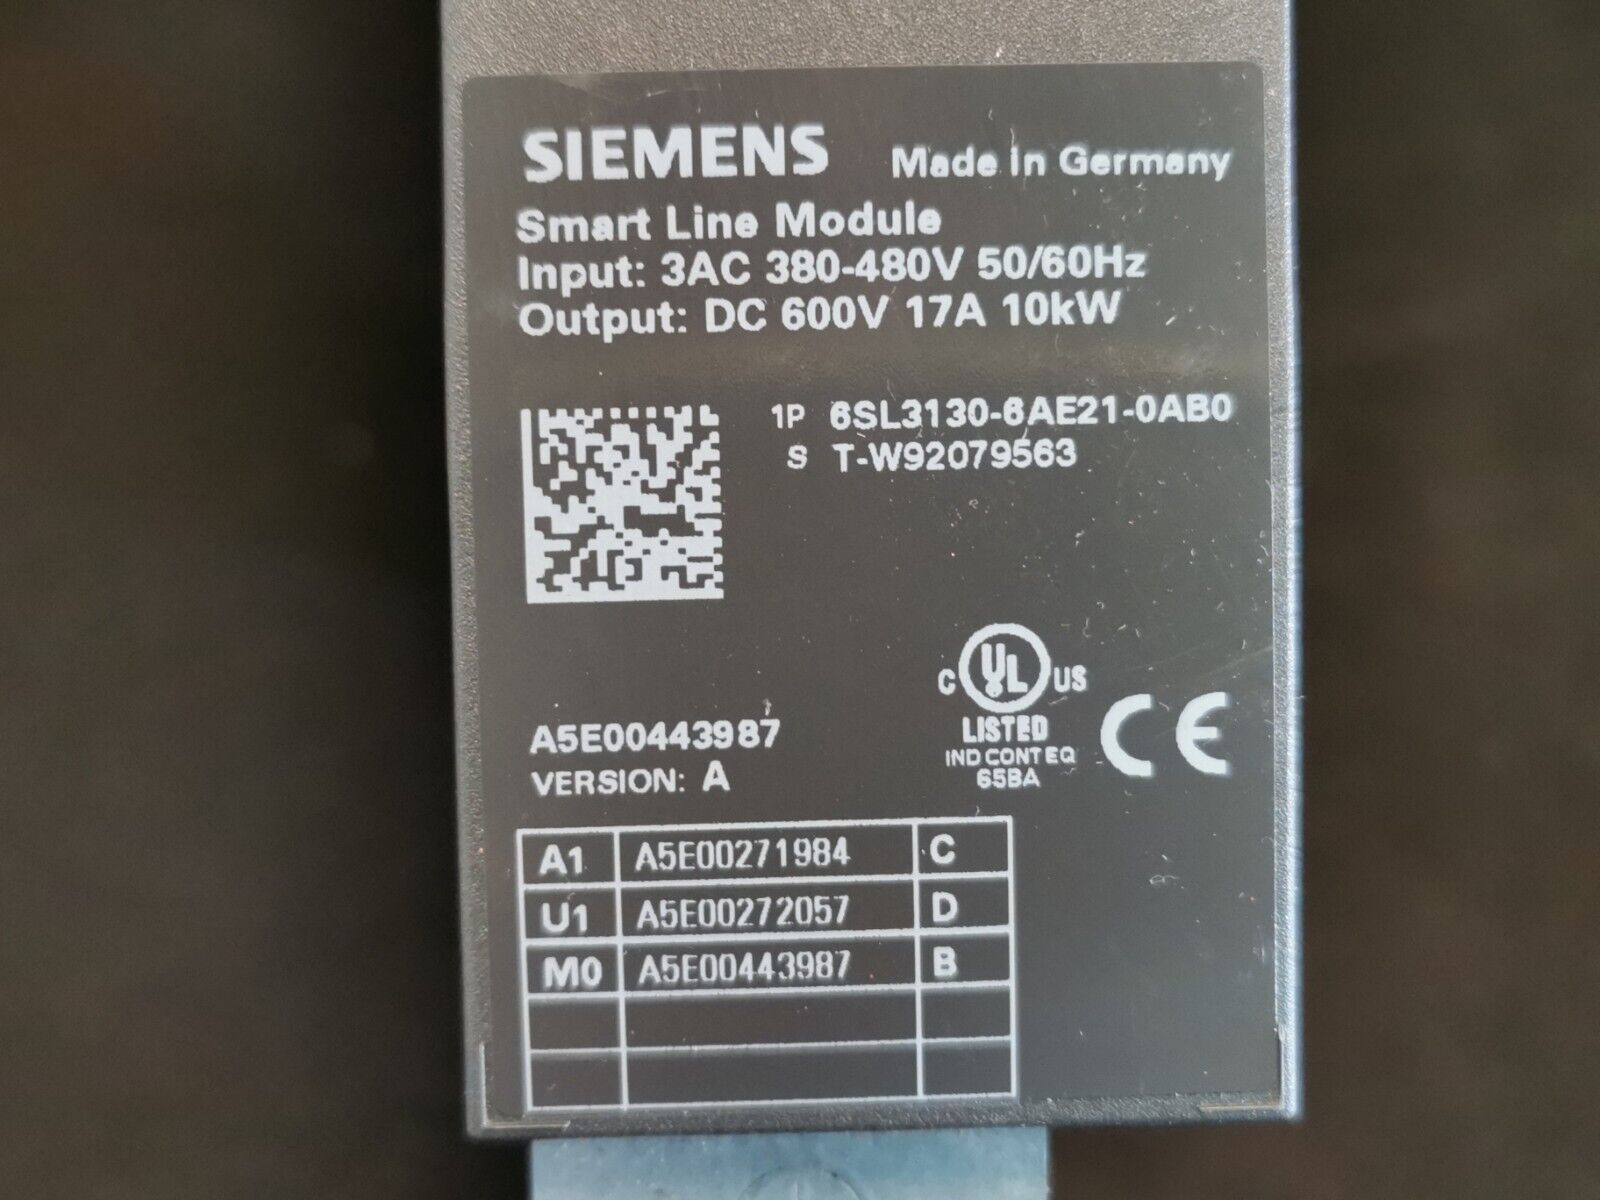 SIEMENS Made in Germany
Smart Line Module
Input: 3AC 380-480V 50/60Hz
Output: DC 600V 17A 10kW
1P 6SL3130-6AE21-0AB0
S T-W92079563
C UL US
LISTED
IND CONT EQ
65BA
CE
A5E00443987
VERSION: A
A1 A5E00271984 C
U1 A5E00272057 D
M0 A5E00443987 B